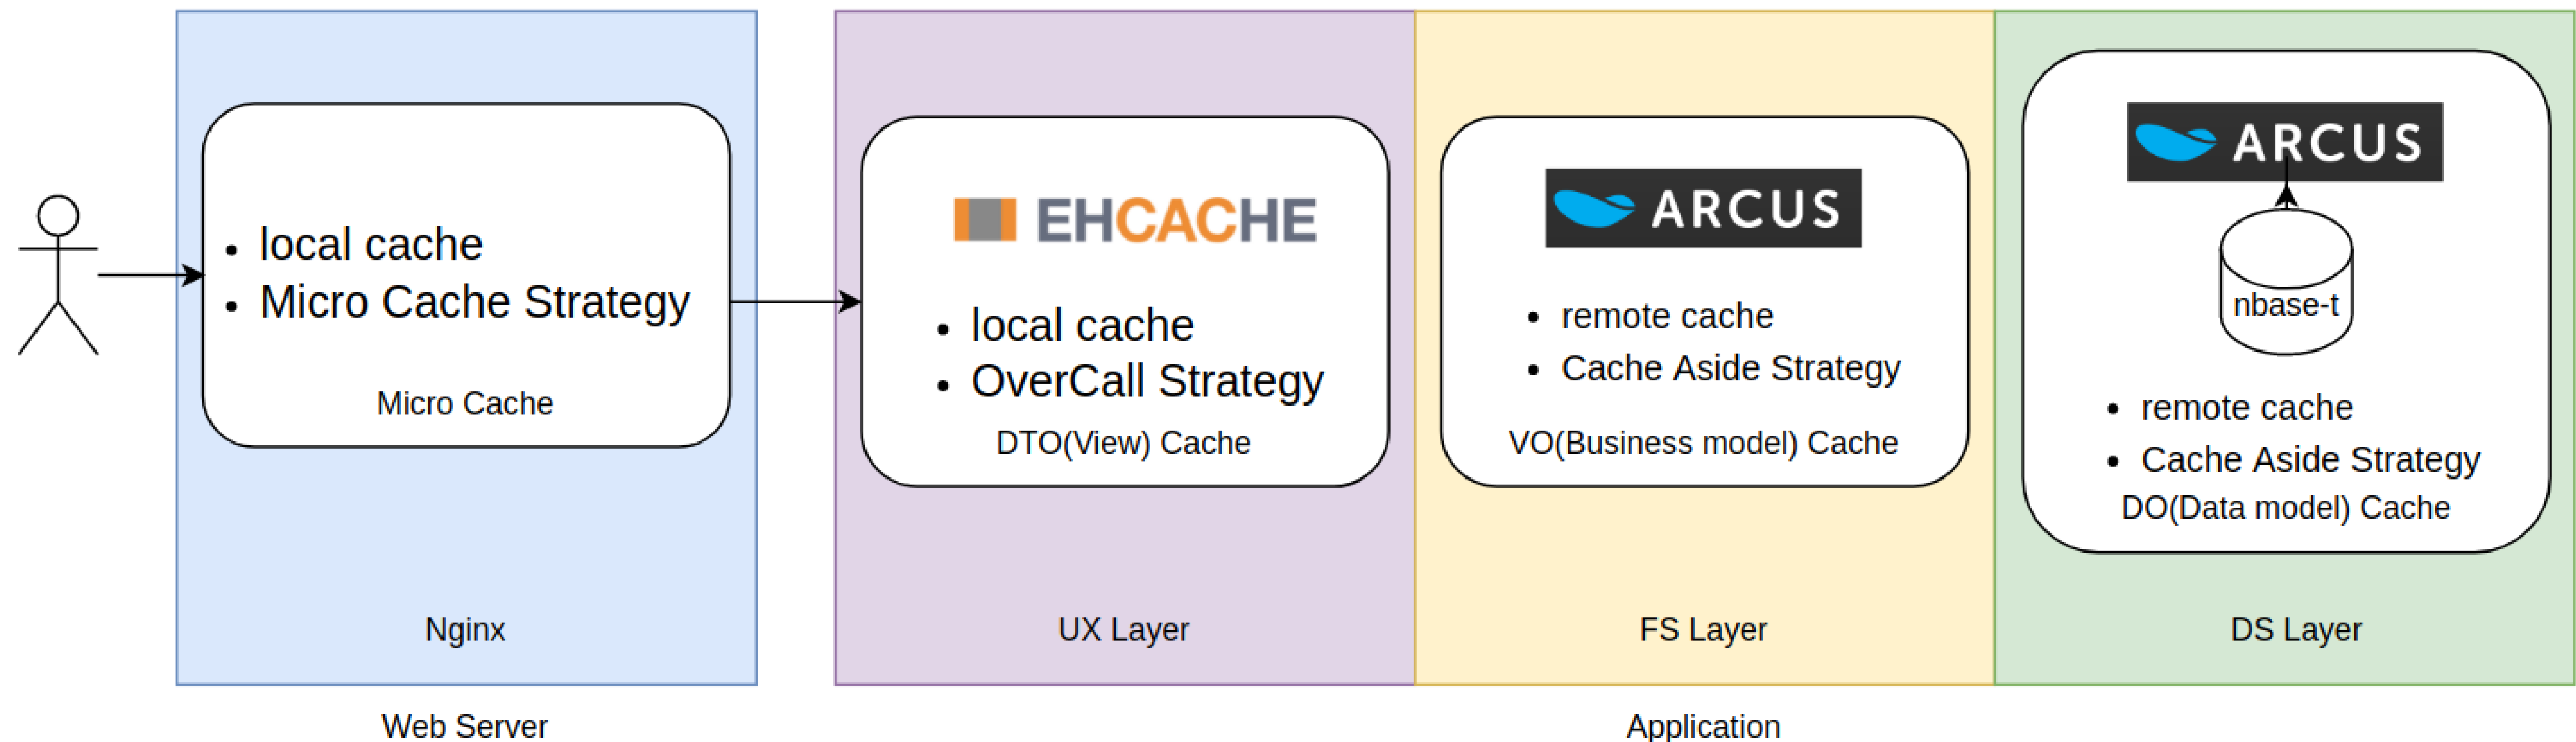 local cache
Micro Cache Strategy
Micro Cache
Nginx
Web Server
EHCACHE
local cache
OverCall Strategy
DTO(View) Cache
UX Layer
ARCUS
remote cache
Cache Aside Strategy
VO(Business model) Cache
FS Layer
ARCUS
nbase-t
remote cache
Cache Aside Strategy
DO(Data model) Cache
DS Layer
Application